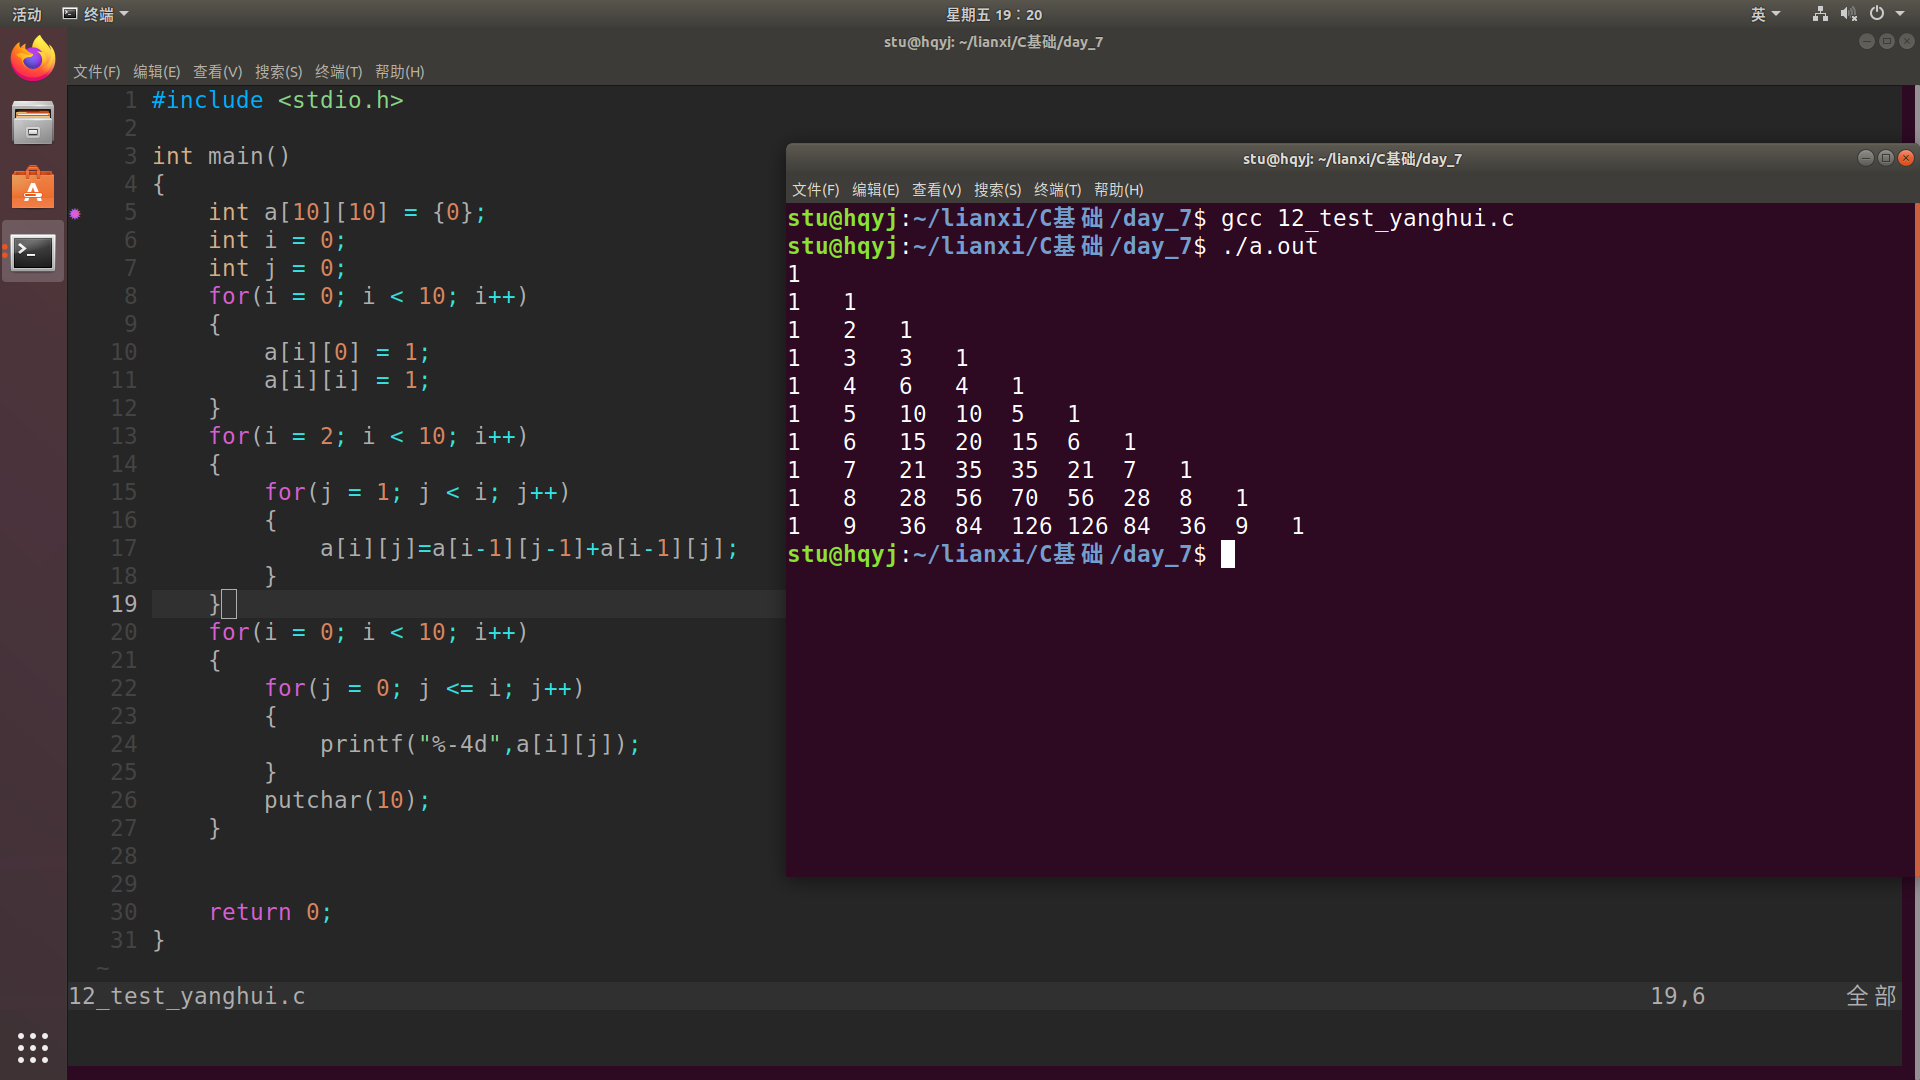 活动 终端 星期五 19：20 英
stu@hqyj: ~/lianxi/C基础/day_7
文件(F) 编辑(E) 查看(V) 搜索(S) 终端(T) 帮助(H)
1 #include <stdio.h>
2
3 int main()
4 {
5     int a[10][10] = {0};
6     int i = 0;
7     int j = 0;
8     for(i = 0; i < 10; i++)
9     {
10         a[i][0] = 1;
11         a[i][i] = 1;
12     }
13     for(i = 2; i < 10; i++)
14     {
15         for(j = 1; j < i; j++)
16         {
17             a[i][j]=a[i-1][j-1]+a[i-1][j];
18         }
19     }
20     for(i = 0; i < 10; i++)
21     {
22         for(j = 0; j <= i; j++)
23         {
24             printf("%-4d",a[i][j]);
25         }
26         putchar(10);
27     }
28
29
30     return 0;
31 }
~
12_test_yanghui.c 19,6 全部
stu@hqyj: ~/lianxi/C基础/day_7
文件(F) 编辑(E) 查看(V) 搜索(S) 终端(T) 帮助(H)
stu@hqyj:~/lianxi/C基础/day_7$ gcc 12_test_yanghui.c
stu@hqyj:~/lianxi/C基础/day_7$ ./a.out
1
1   1
1   2   1
1   3   3   1
1   4   6   4   1
1   5   10  10  5   1
1   6   15  20  15  6   1
1   7   21  35  35  21  7   1
1   8   28  56  70  56  28  8   1
1   9   36  84  126 126 84  36  9   1
stu@hqyj:~/lianxi/C基础/day_7$